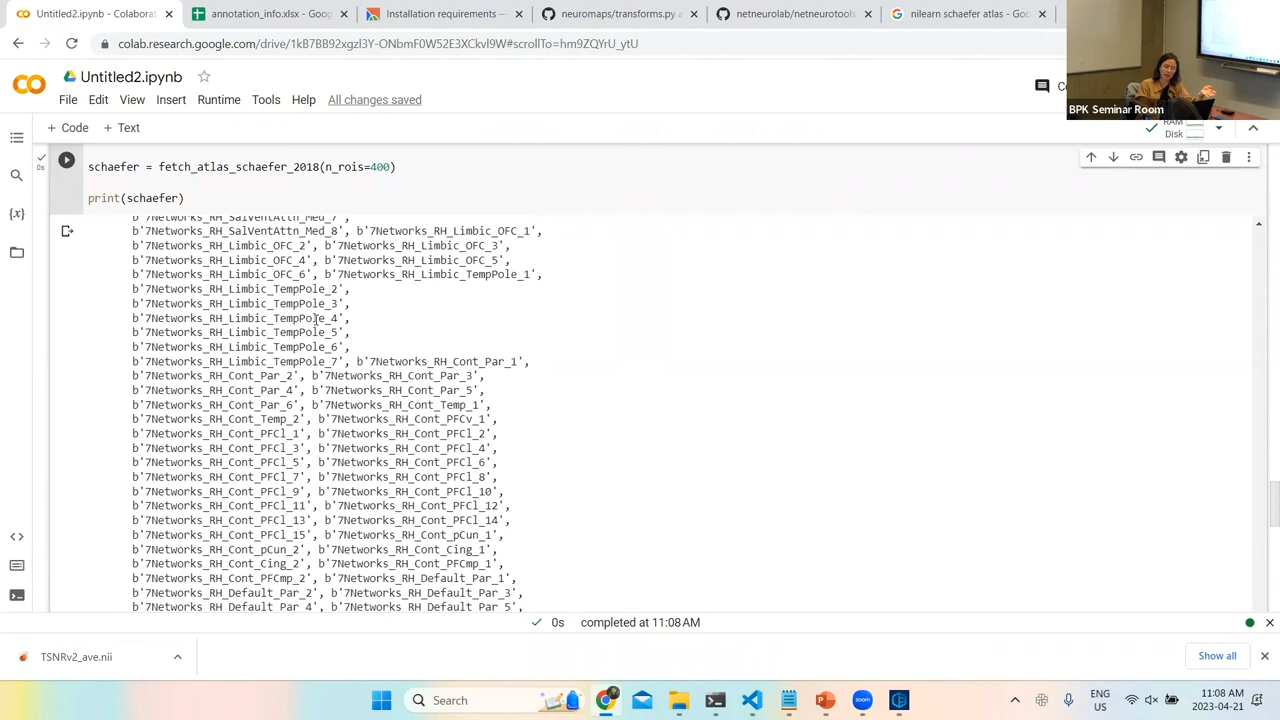 Untitled2.ipynb - Colaborat
annotation_info.xlsx - Goog
Installation requirements —
neuromaps/transforms.py a
netneurolab/netneurotools
nilearn schaefer atlas - Goo
colab.research.google.com/drive/1kB7BB92xgzl3Y-ONbmF0W52E3XCkvl9W#scrollTo=hm9ZQYrU_ytU
BPK Seminar Room
CO
Untitled2.ipynb
File Edit View Insert Runtime Tools Help All changes saved
Co
+ Code + Text
RAM
Disk
0s
schaefer = fetch_atlas_schaefer_2018(n_rois=400)
print(schaefer)
b'7Networks_RH_SalVentAttn_Med_7',
b'7Networks_RH_SalVentAttn_Med_8', b'7Networks_RH_Limbic_OFC_1',
b'7Networks_RH_Limbic_OFC_2', b'7Networks_RH_Limbic_OFC_3',
b'7Networks_RH_Limbic_OFC_4', b'7Networks_RH_Limbic_OFC_5',
b'7Networks_RH_Limbic_OFC_6', b'7Networks_RH_Limbic_TempPole_1',
b'7Networks_RH_Limbic_TempPole_2',
b'7Networks_RH_Limbic_TempPole_3',
b'7Networks_RH_Limbic_TempPole_4',
b'7Networks_RH_Limbic_TempPole_5',
b'7Networks_RH_Limbic_TempPole_6',
b'7Networks_RH_Limbic_TempPole_7', b'7Networks_RH_Cont_Par_1',
b'7Networks_RH_Cont_Par_2', b'7Networks_RH_Cont_Par_3',
b'7Networks_RH_Cont_Par_4', b'7Networks_RH_Cont_Par_5',
b'7Networks_RH_Cont_Par_6', b'7Networks_RH_Cont_Temp_1',
b'7Networks_RH_Cont_Temp_2', b'7Networks_RH_Cont_PFCv_1',
b'7Networks_RH_Cont_PFCl_1', b'7Networks_RH_Cont_PFCl_2',
b'7Networks_RH_Cont_PFCl_3', b'7Networks_RH_Cont_PFCl_4',
b'7Networks_RH_Cont_PFCl_5', b'7Networks_RH_Cont_PFCl_6',
b'7Networks_RH_Cont_PFCl_7', b'7Networks_RH_Cont_PFCl_8',
b'7Networks_RH_Cont_PFCl_9', b'7Networks_RH_Cont_PFCl_10',
b'7Networks_RH_Cont_PFCl_11', b'7Networks_RH_Cont_PFCl_12',
b'7Networks_RH_Cont_PFCl_13', b'7Networks_RH_Cont_PFCl_14',
b'7Networks_RH_Cont_PFCl_15', b'7Networks_RH_Cont_pCun_1',
b'7Networks_RH_Cont_pCun_2', b'7Networks_RH_Cont_Cing_1',
b'7Networks_RH_Cont_Cing_2', b'7Networks_RH_Cont_PFCmp_1',
b'7Networks_RH_Cont_PFCmp_2', b'7Networks_RH_Default_Par_1',
b'7Networks_RH_Default_Par_2', b'7Networks_RH_Default_Par_3',
b'7Networks_RH_Default_Par_4', b'7Networks_RH_Default_Par_5',
0s completed at 11:08 AM
TSNRv2_ave.nii
Show all
Search
ENG
US
11:08 AM
2023-04-21